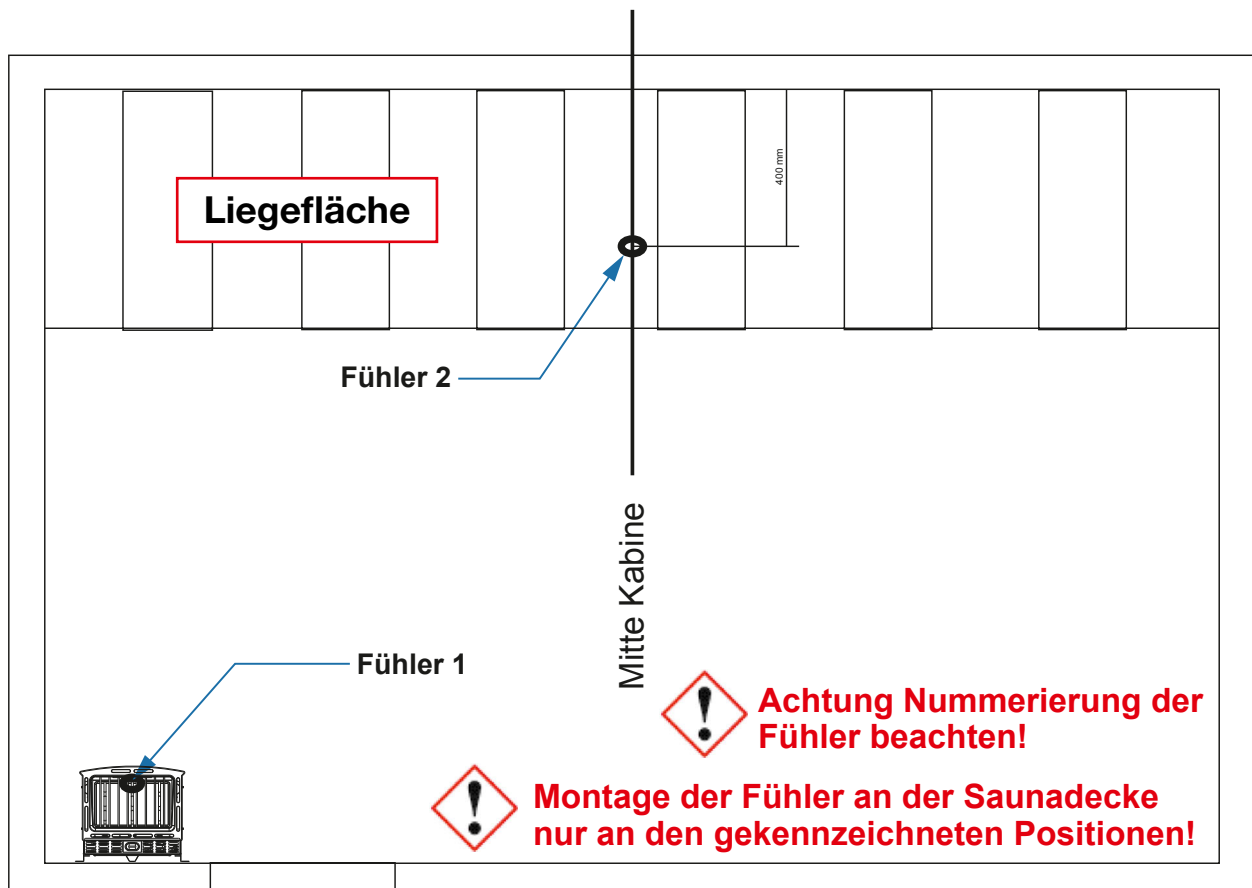 400 mm
Liegefläche
Fühler 2
Mitte Kabine
Fühler 1
Achtung Nummerierung der
Fühler beachten!
Montage der Fühler an der Saunadecke
nur an den gekennzeichneten Positionen!